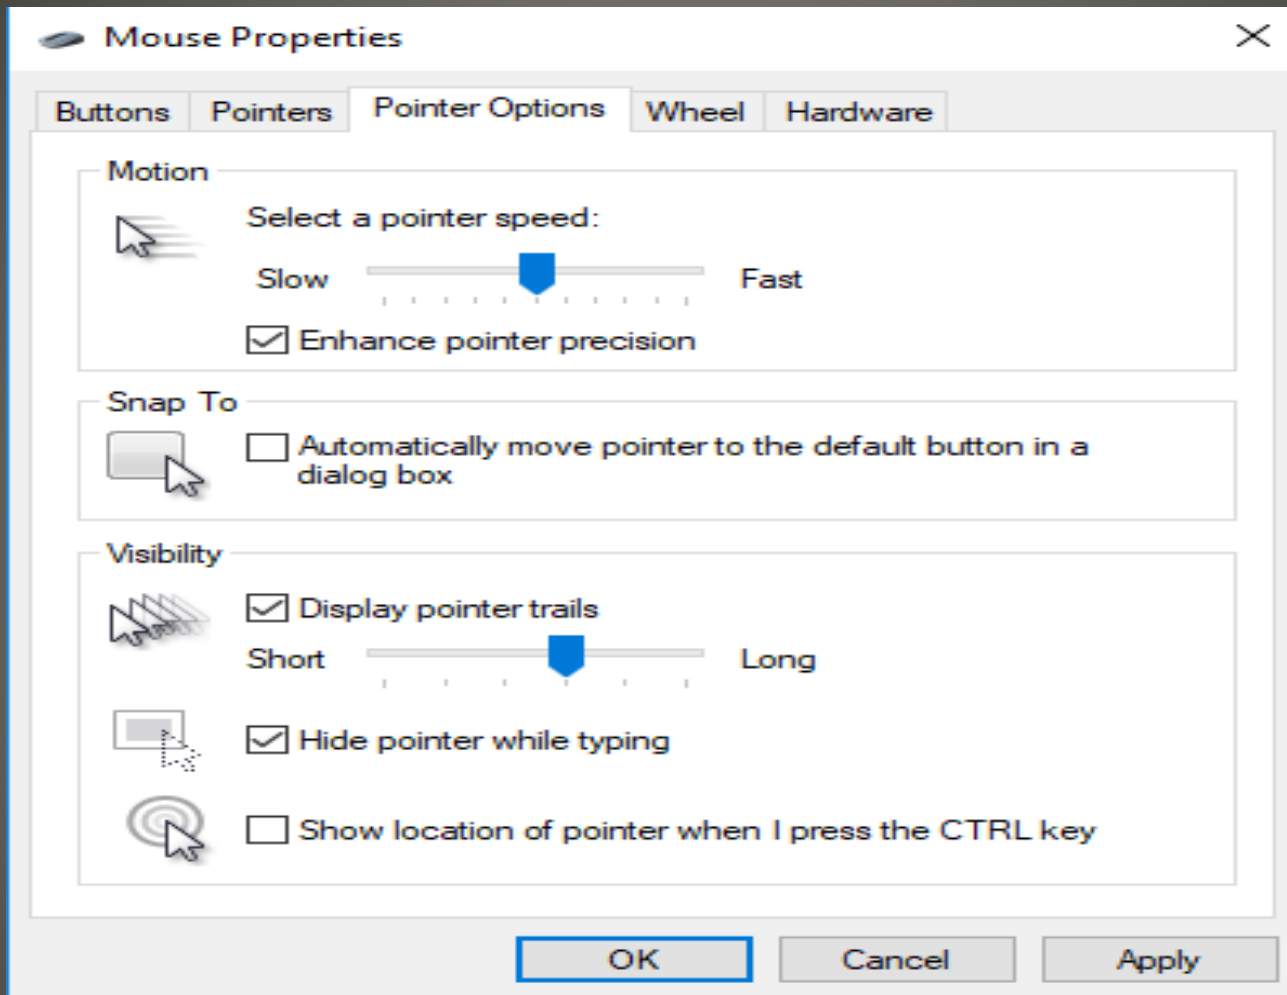 Mouse Properties
Buttons Pointers Pointer Options Wheel Hardware
Motion
Select a pointer speed:
Slow Fast
Enhance pointer precision
Snap To
Automatically move pointer to the default button in a
dialog box
Visibility
Display pointer trails
Short Long
Hide pointer while typing
Show location of pointer when I press the CTRL key
OK Cancel Apply